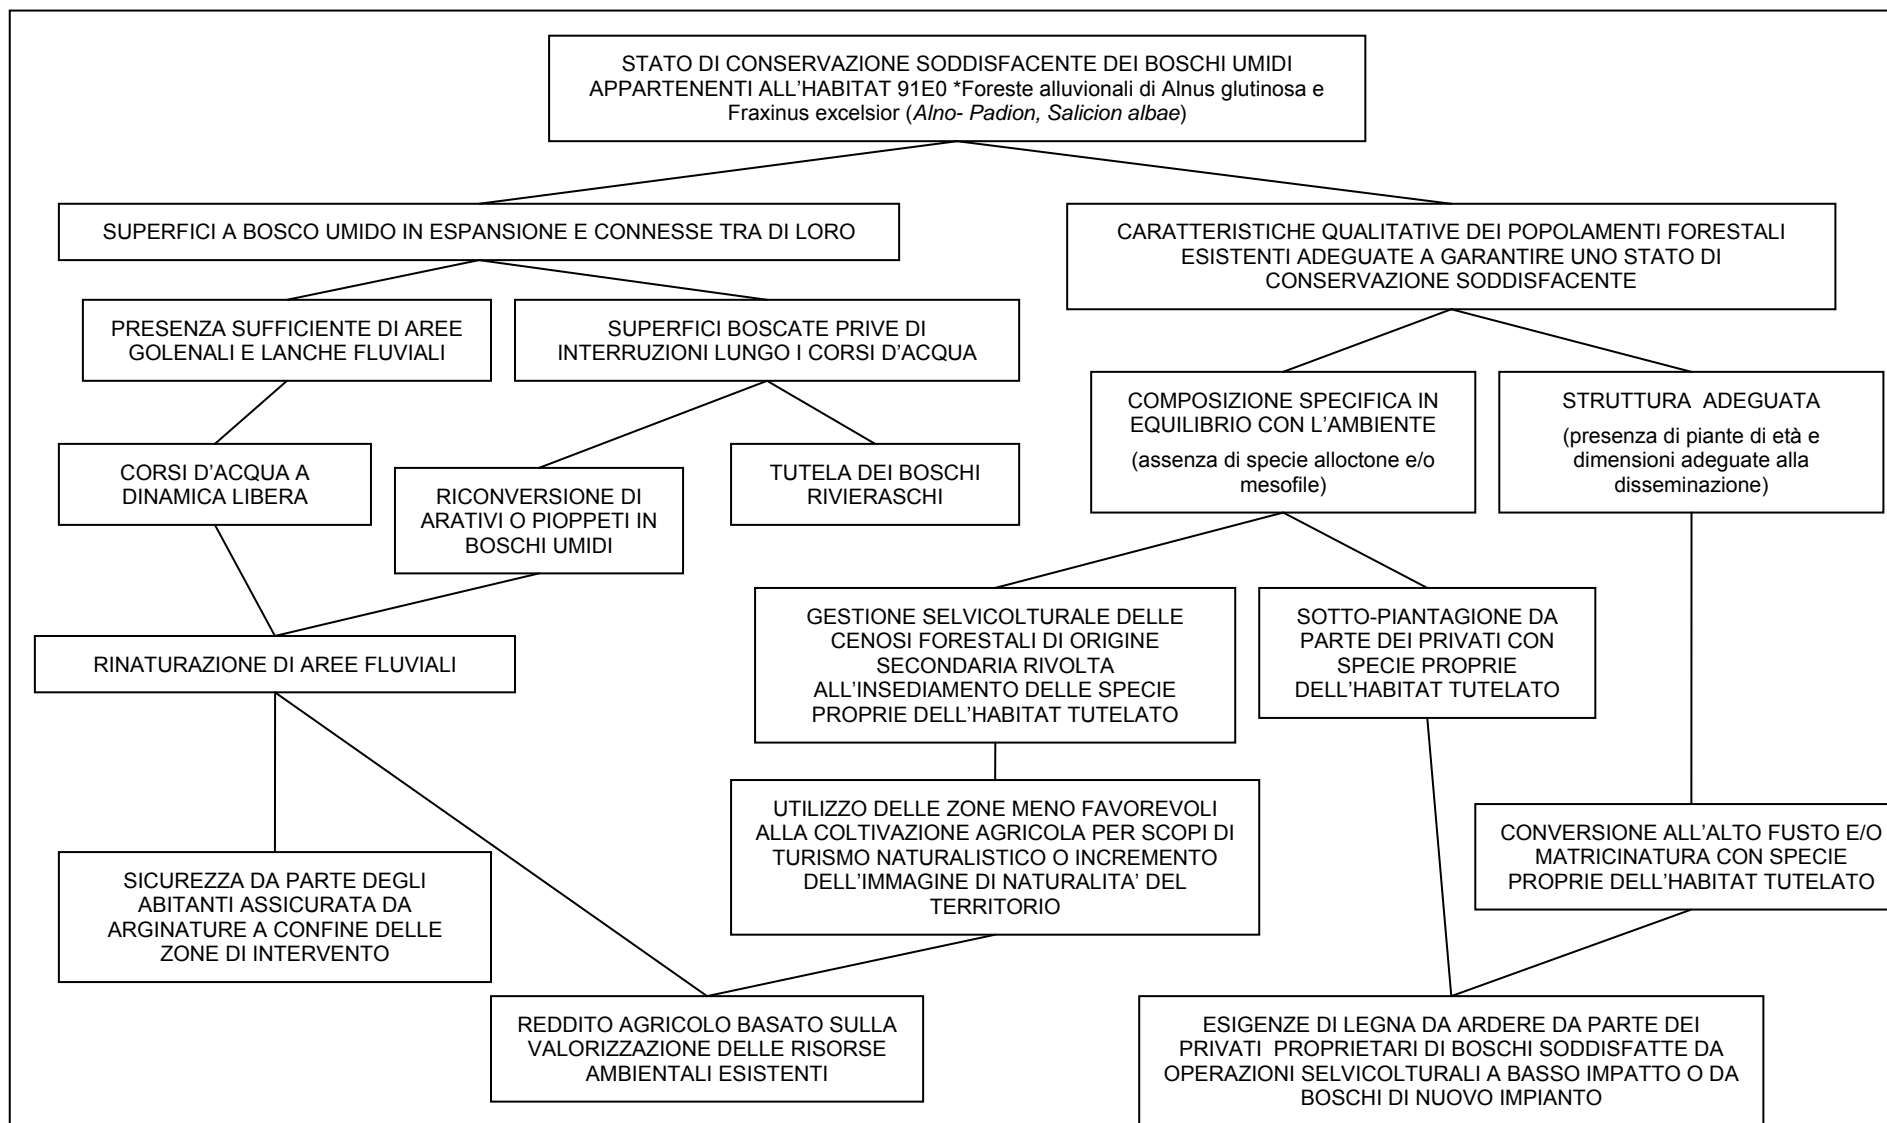 STATO DI CONSERVAZIONE SODDISFACENTE DEI BOSCHI UMIDI
APPARTENENTI ALL'HABITAT 91E0 *Foreste alluvionali di Alnus glutinosa e
Fraxinus excelsior (Alno- Padion, Salicion albae)
SUPERFICI A BOSCO UMIDO IN ESPANSIONE E CONNESSE TRA DI LORO
CARATTERISTICHE QUALITATIVE DEI POPOLAMENTI FORESTALI
ESISTENTI ADEGUATE A GARANTIRE UNO STATO DI
CONSERVAZIONE SODDISFACENTE
PRESENZA SUFFICIENTE DI AREE
GOLENALI E LANCHE FLUVIALI
SUPERFICI BOSCATE PRIVE DI
INTERRUZIONI LUNGO I CORSI D'ACQUA
COMPOSIZIONE SPECIFICA IN
EQUILIBRIO CON L'AMBIENTE
(assenza di specie alloctone e/o
mesofile)
STRUTTURA ADEGUATA
(presenza di piante di età e
dimensioni adeguate alla
disseminazione)
CORSI D'ACQUA A
DINAMICA LIBERA
RICONVERSIONE DI
ARATIVI O PIOPPETI IN
BOSCHI UMIDI
TUTELA DEI BOSCHI
RIVIERASCHI
RINATURAZIONE DI AREE FLUVIALI
GESTIONE SELVICOLTURALE DELLE
CENOSI FORESTALI DI ORIGINE
SECONDARIA RIVOLTA
ALL'INSEDIAMENTO DELLE SPECIE
PROPRIE DELL'HABITAT TUTELATO
SOTTO-PIANTAGIONE DA
PARTE DEI PRIVATI CON
SPECIE PROPRIE
DELL'HABITAT TUTELATO
UTILIZZO DELLE ZONE MENO FAVOREVOLI
ALLA COLTIVAZIONE AGRICOLA PER SCOPI DI
TURISMO NATURALISTICO O INCREMENTO
DELL'IMMAGINE DI NATURALITA' DEL
TERRITORIO
CONVERSIONE ALL'ALTO FUSTO E/O
MATRICINATURA CON SPECIE
PROPRIE DELL'HABITAT TUTELATO
SICUREZZA DA PARTE DEGLI
ABITANTI ASSICURATA DA
ARGINATURE A CONFINE DELLE
ZONE DI INTERVENTO
REDDITO AGRICOLO BASATO SULLA
VALORIZZAZIONE DELLE RISORSE
AMBIENTALI ESISTENTI
ESIGENZE DI LEGNA DA ARDERE DA PARTE DEI
PRIVATI PROPRIETARI DI BOSCHI SODDISFATTE DA
OPERAZIONI SELVICOLTURALI A BASSO IMPATTO O DA
BOSCHI DI NUOVO IMPIANTO